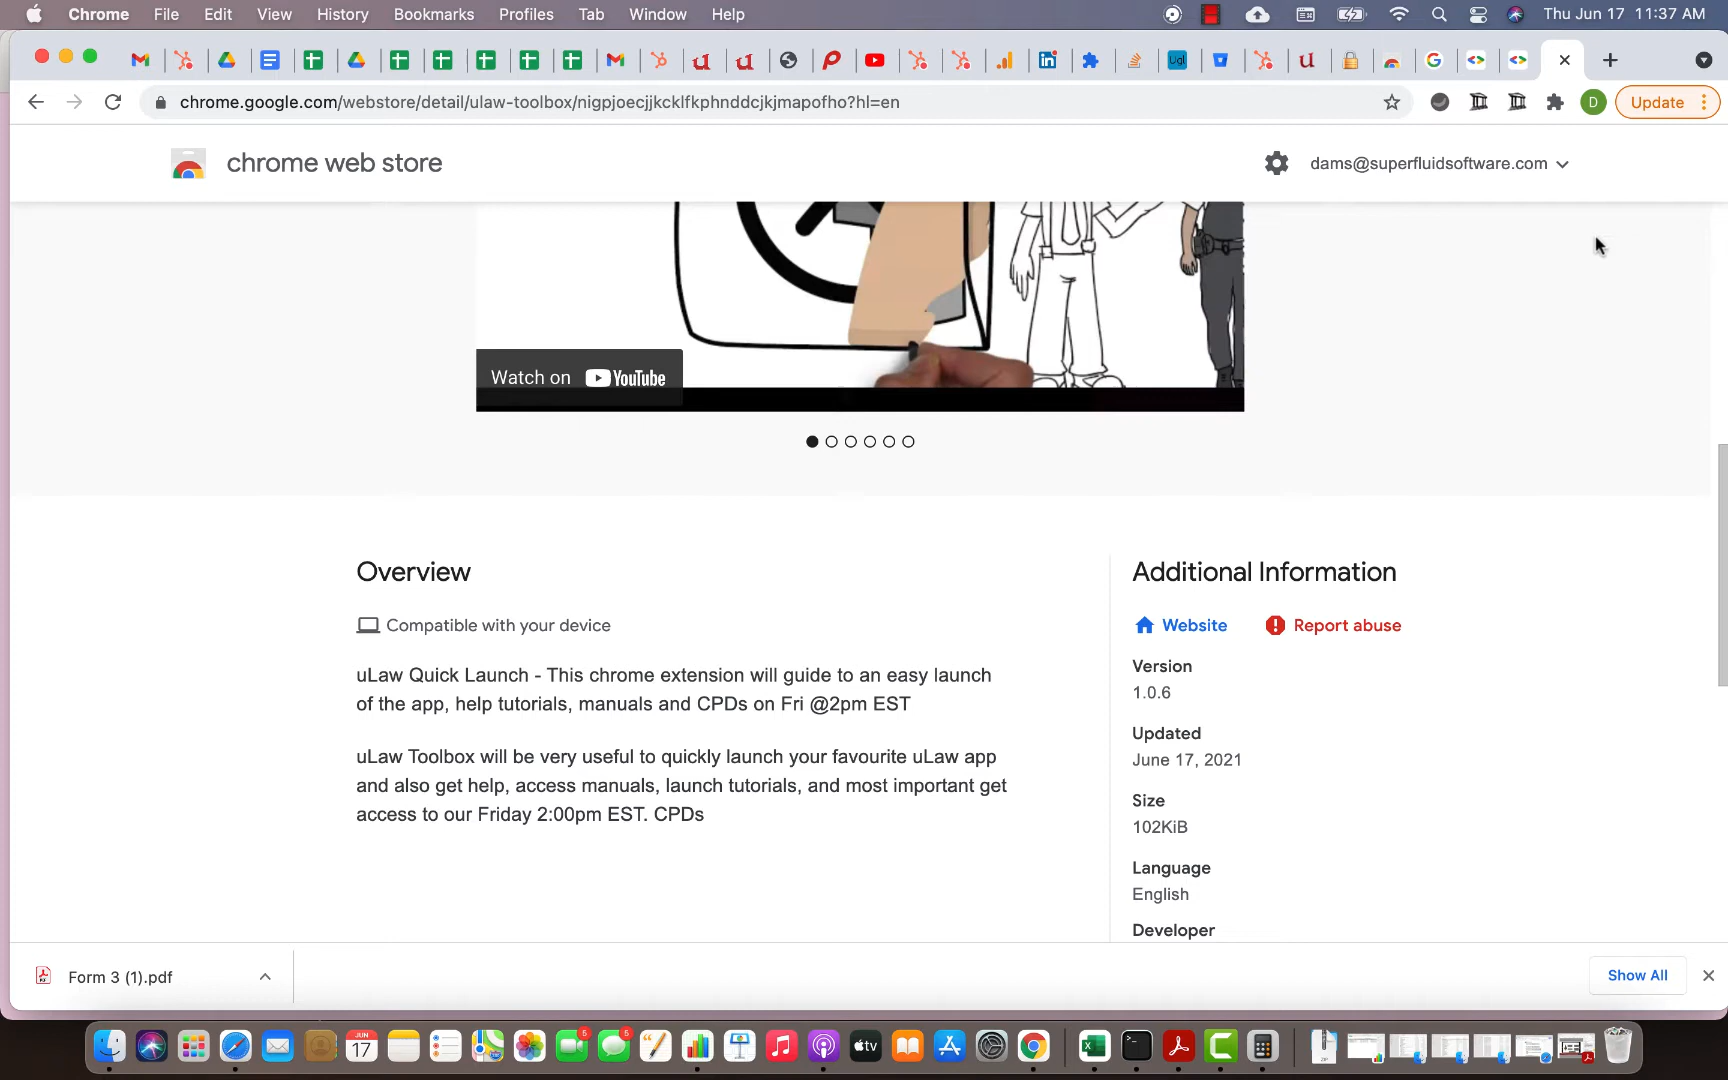 Chrome File Edit View History Bookmarks Profiles Tab Window Help Thu Jun 17 11:37 AM
chrome.google.com/webstore/detail/ulaw-toolbox/nigpjoecjjkcklfkphnddcjkjmapofho?hl=en
D Update
chrome web store
dams@superfluidsoftware.com
Watch on YouTube
Overview
Compatible with your device
uLaw Quick Launch - This chrome extension will guide to an easy launch
of the app, help tutorials, manuals and CPDs on Fri @2pm EST
uLaw Toolbox will be very useful to quickly launch your favourite uLaw app
and also get help, access manuals, launch tutorials, and most important get
access to our Friday 2:00pm EST. CPDs
Additional Information
Website Report abuse
Version
1.0.6
Updated
June 17, 2021
Size
102KiB
Language
English
Developer
Form 3 (1).pdf
Show All
JUN
17
5
5
tv